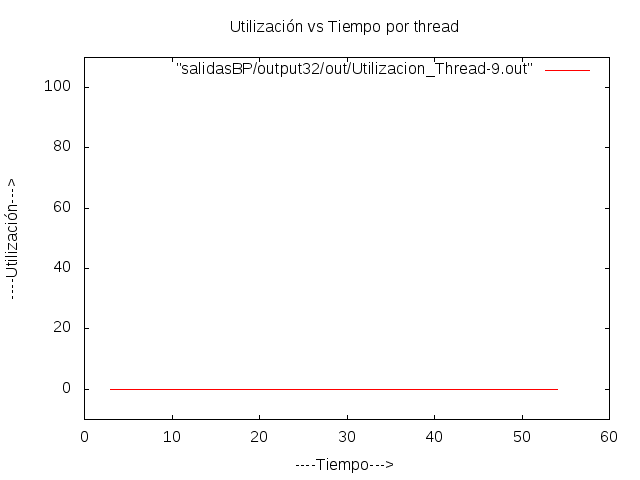 Utilización vs Tiempo por thread
"salidasBP/output32/out/Utilizacion_Thread-9.out"
100
80
60
40
20
0
----Utilización--->
0 10 20 30 40 50 60
----Tiempo--->